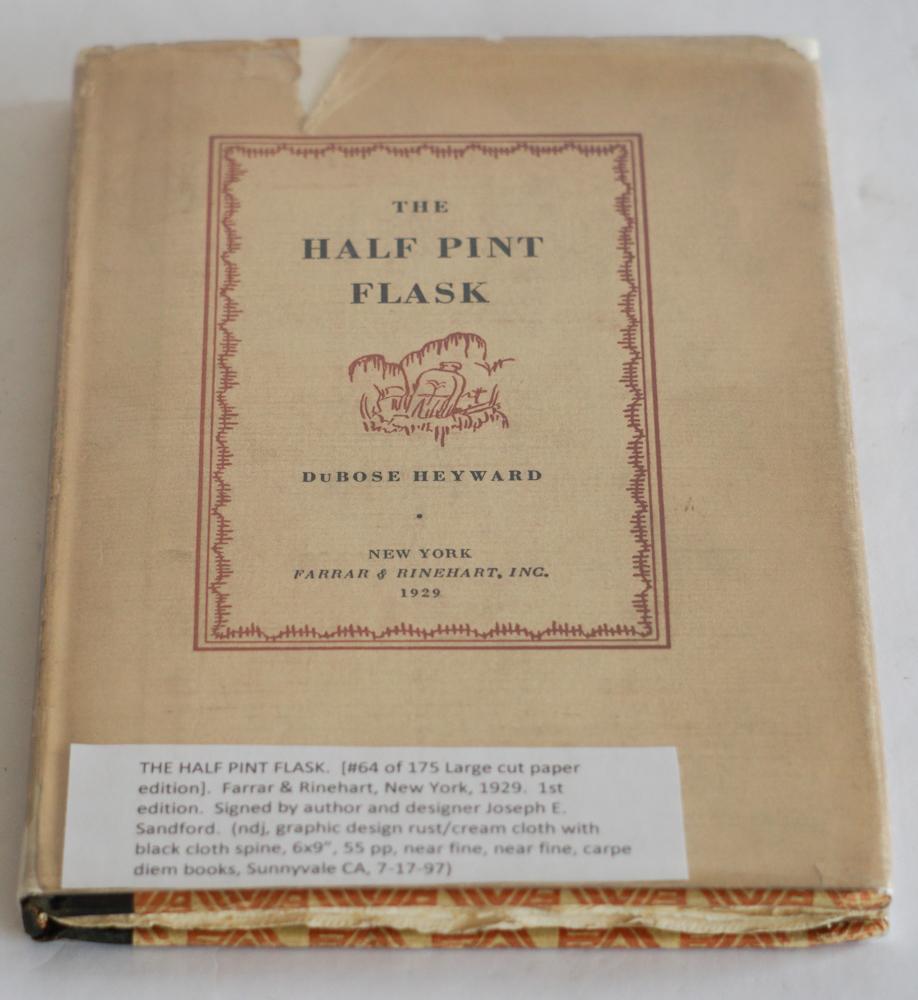 THE
HALF PINT
FLASK
DuBOSE HEYWARD
•
NEW YORK
FARRAR & RINEHART, INC.
1929
THE HALF PINT FLASK.  [#64 of 175 Large cut paper
edition].  Farrar & Rinehart, New York, 1929.  1st
edition.  Signed by author and designer Joseph E.
Sandford.  (ndj, graphic design rust/cream cloth with
black cloth spine, 6x9", 55 pp, near fine, near fine, carpe
diem books, Sunnyvale CA, 7-17-97)